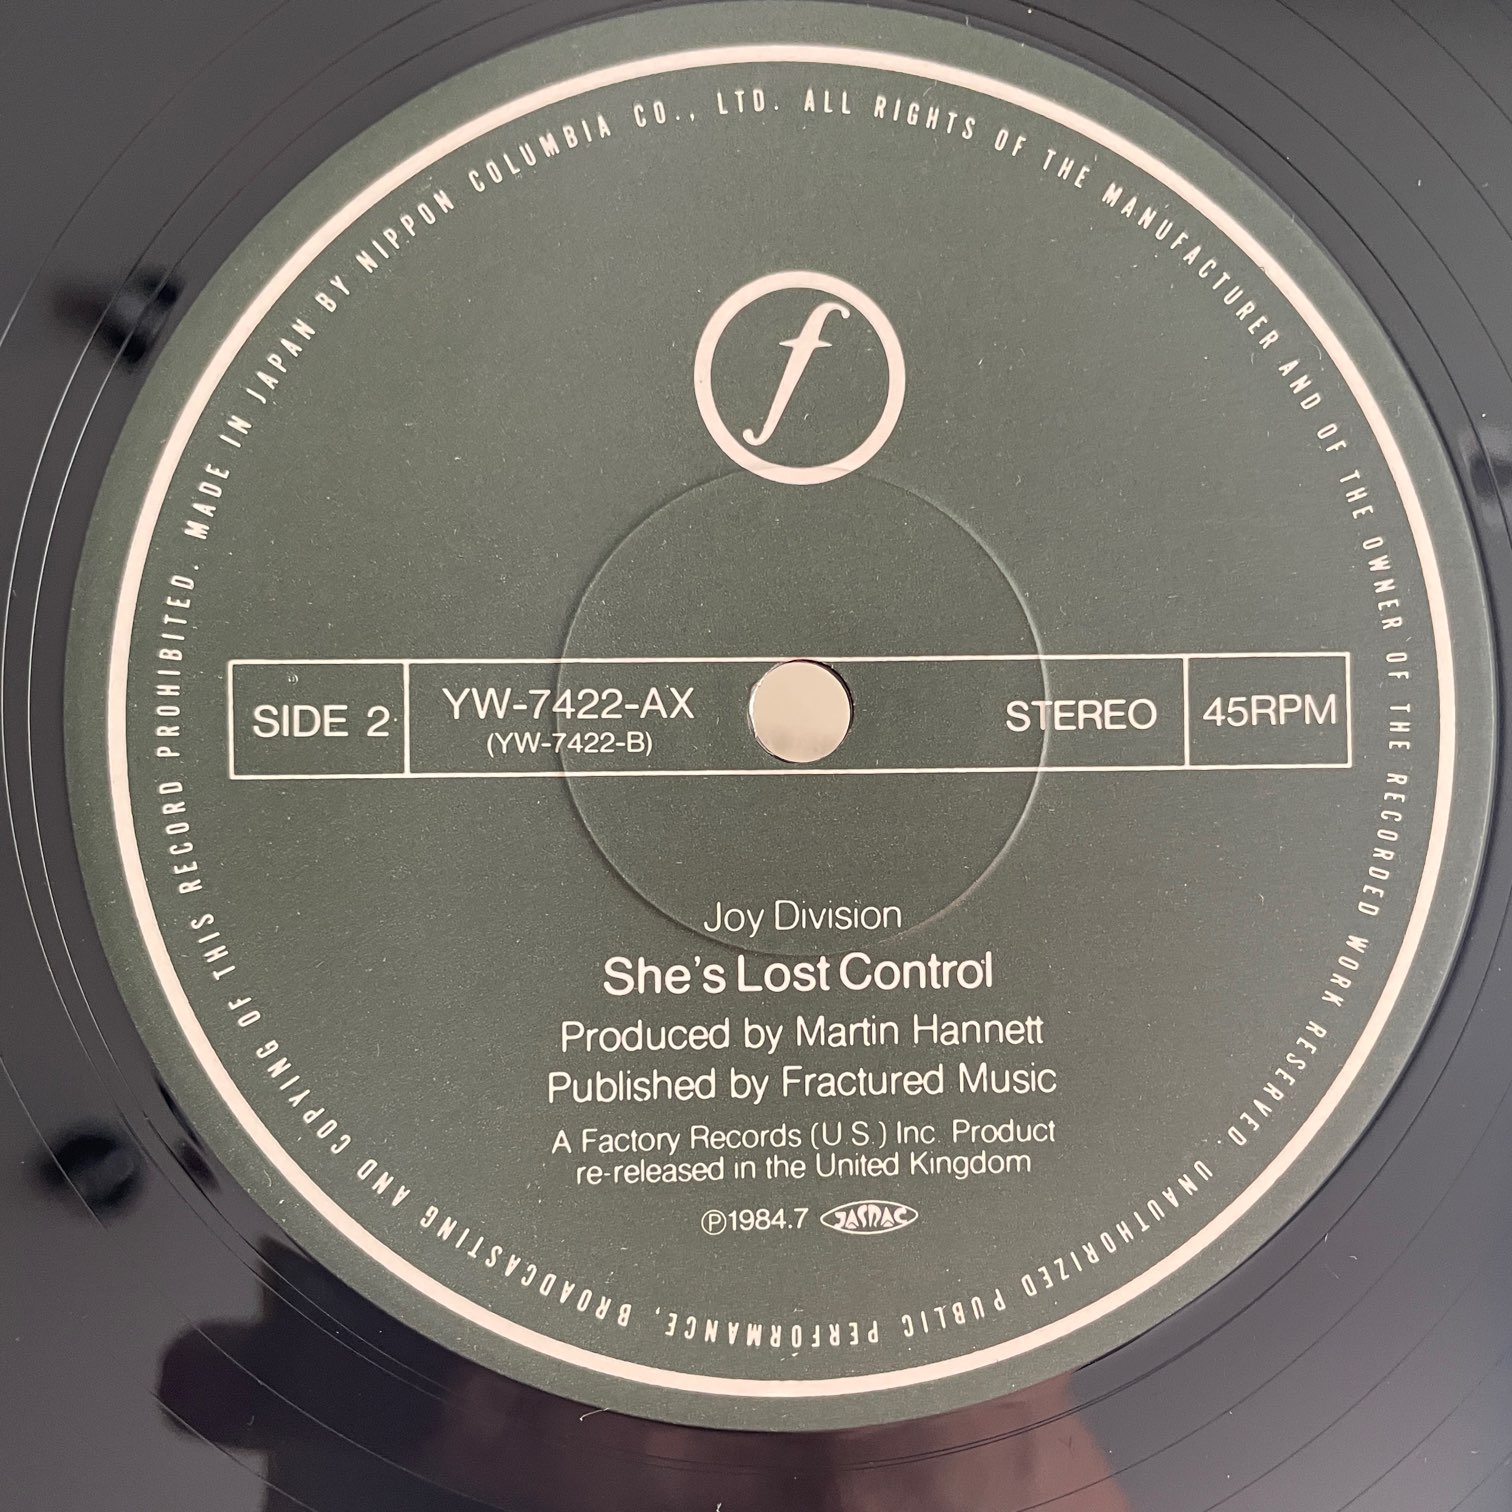 MADE IN JAPAN BY NIPPON COLUMBIA CO., LTD. ALL RIGHTS OF THE MANUFACTURER AND OF THE OWNER OF THE RECORDED WORK RESERVED. UNAUTHORIZED PUBLIC PERFORMANCE, BROADCASTING AND COPYING OF THIS RECORD PROHIBITED.
f
SIDE 2 YW-7422-AX STEREO 45RPM
(YW-7422-B)
Joy Division
She's Lost Control
Produced by Martin Hannett
Published by Fractured Music
A Factory Records (U.S.) Inc. Product
re-released in the United Kingdom
℗1984.7 JASRAC